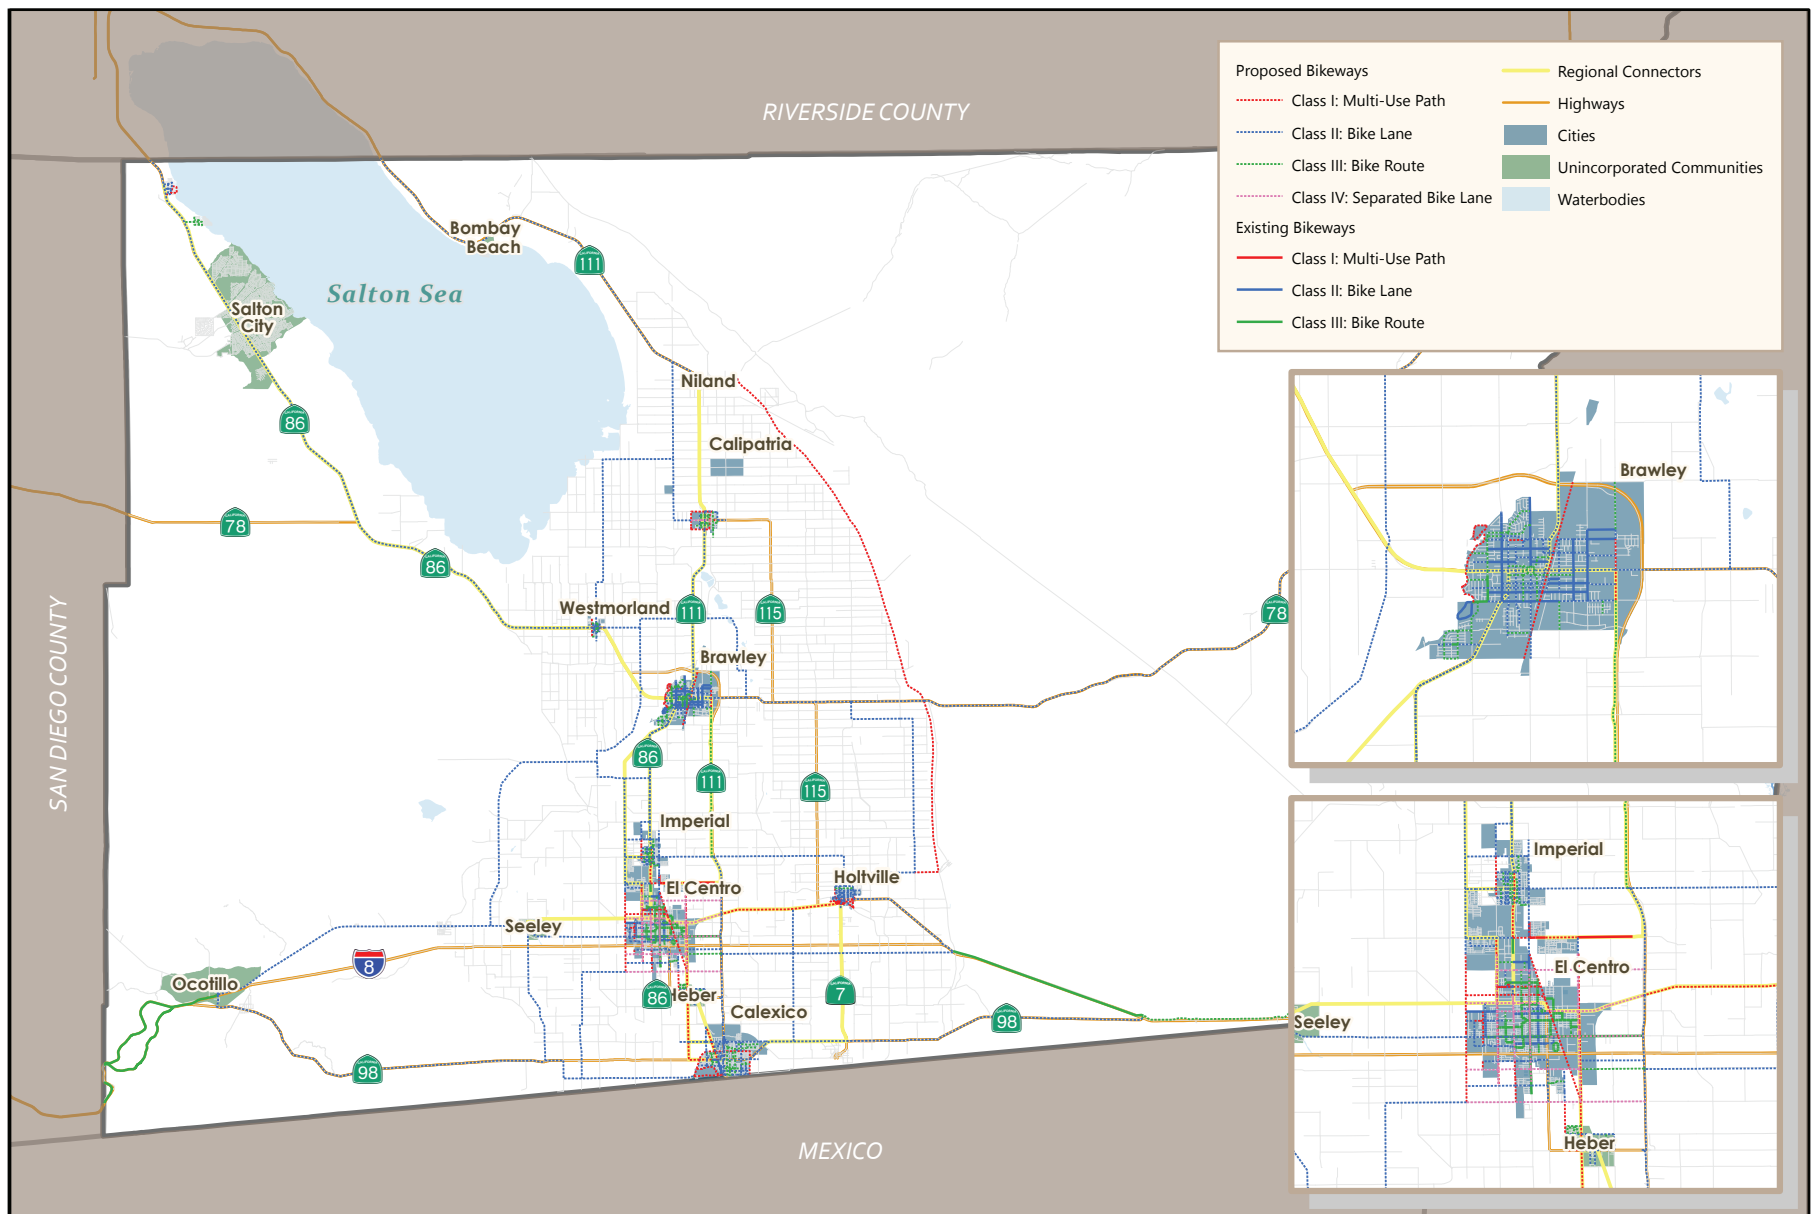 RIVERSIDE COUNTY
Proposed Bikeways
Class I: Multi-Use Path
Class II: Bike Lane
Class III: Bike Route
Class IV: Separated Bike Lane
Existing Bikeways
Class I: Multi-Use Path
Class II: Bike Lane
Class III: Bike Route
Regional Connectors
Highways
Cities
Unincorporated Communities
Waterbodies
Bombay
Beach
111
Salton Sea
Salton
City
Niland
86
Calipatria
78
86
Westmorland
111
115
78
Brawley
86
111
115
SAN DIEGO COUNTY
Imperial
El Centro
Holtville
Seeley
8
Ocotillo
86
Heber
7
Calexico
98
98
MEXICO
Brawley
Imperial
El Centro
Seeley
Heber